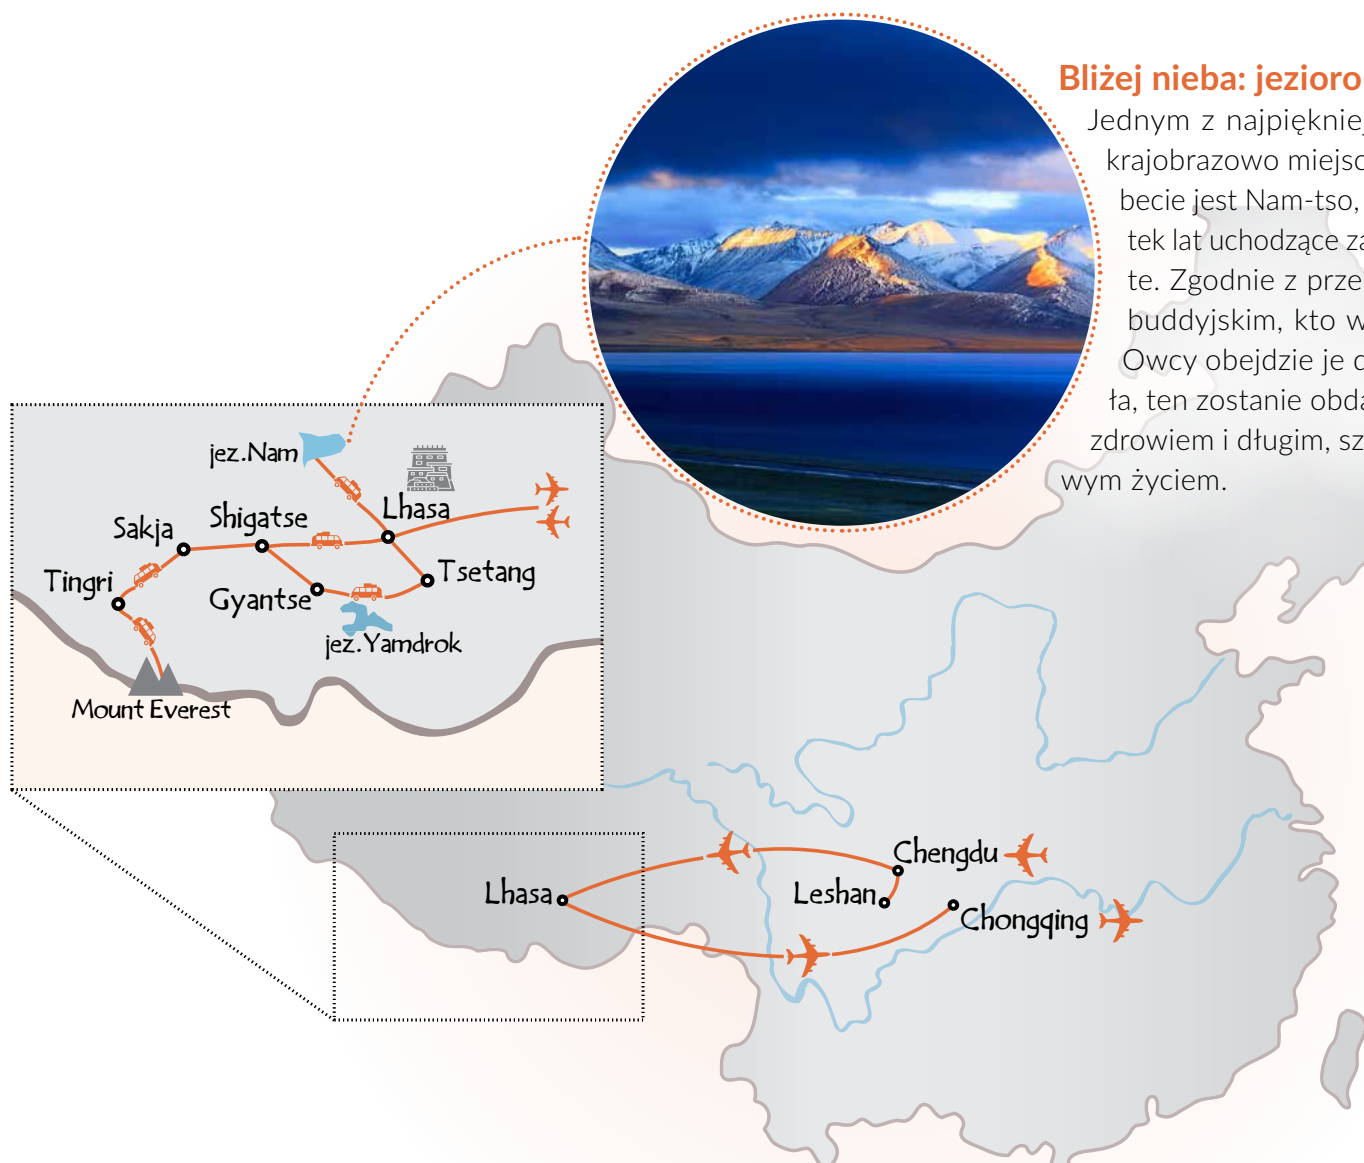 Bliżej nieba: jezioro
Jednym z najpiękniej
krajobrazowo miejsc
becie jest Nam-tso,
tek lat uchodzące za
te. Zgodnie z prze
buddyjskim, kto w
Owcy obejdzie je d
ła, ten zostanie obda
zdrowiem i długim, sz
wym życiem.
jez.Nam
Lhasa
Shigatse
Sakja
Tingri
Gyantse
Tsetang
jez.Yamdrok
Mount Everest
Chengdu
Lhasa
Leshan
Chongqing